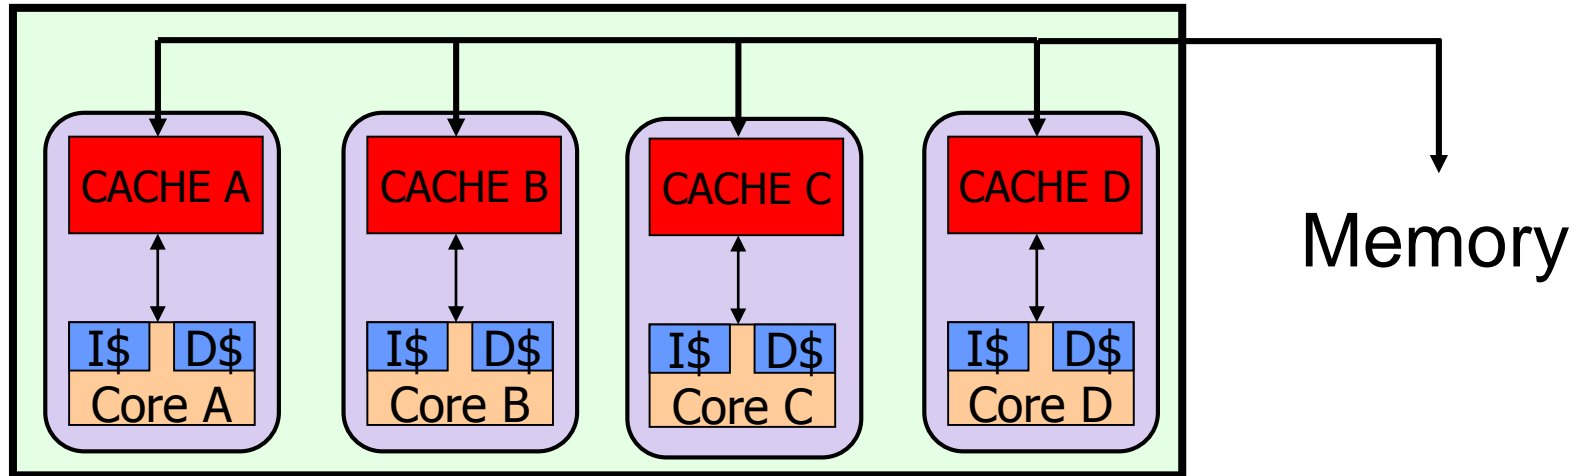 CACHE A
CACHE B
CACHE C
CACHE D
Memory
I$
D$
I$
D$
I$
D$
I$
D$
Core A
Core B
Core C
Core D